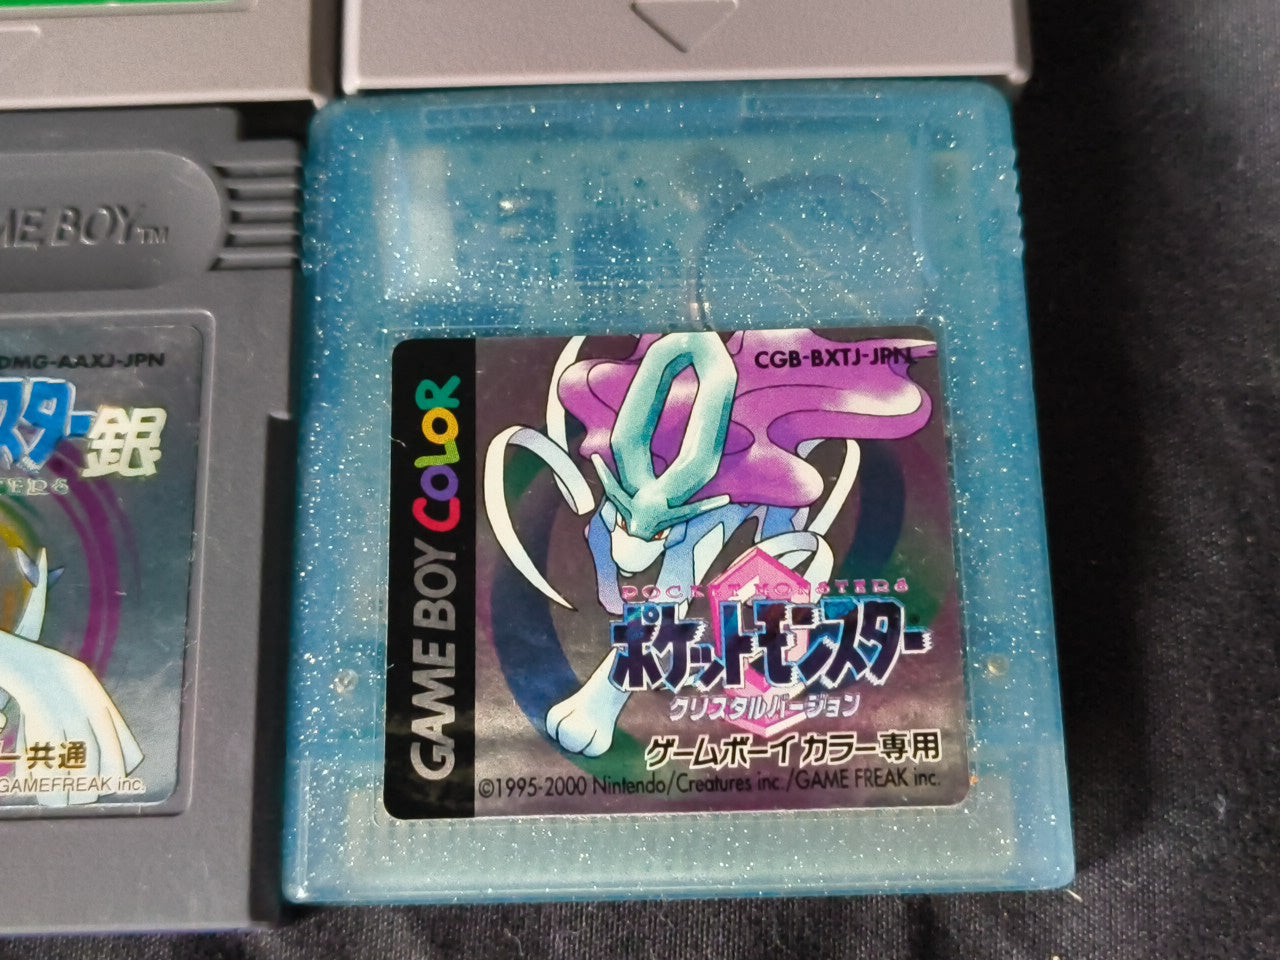 GAME BOY™
DMG-AAXJ-JPN
スター銀
共通
GAMEFREAK inc.
GAME BOY COLOR
CGB-BXTJ-JPN
POCKET MONSTERS
ポケットモンスター
クリスタルバージョン
ゲームボーイカラー専用
©1995-2000 Nintendo/Creatures inc./GAME FREAK inc.